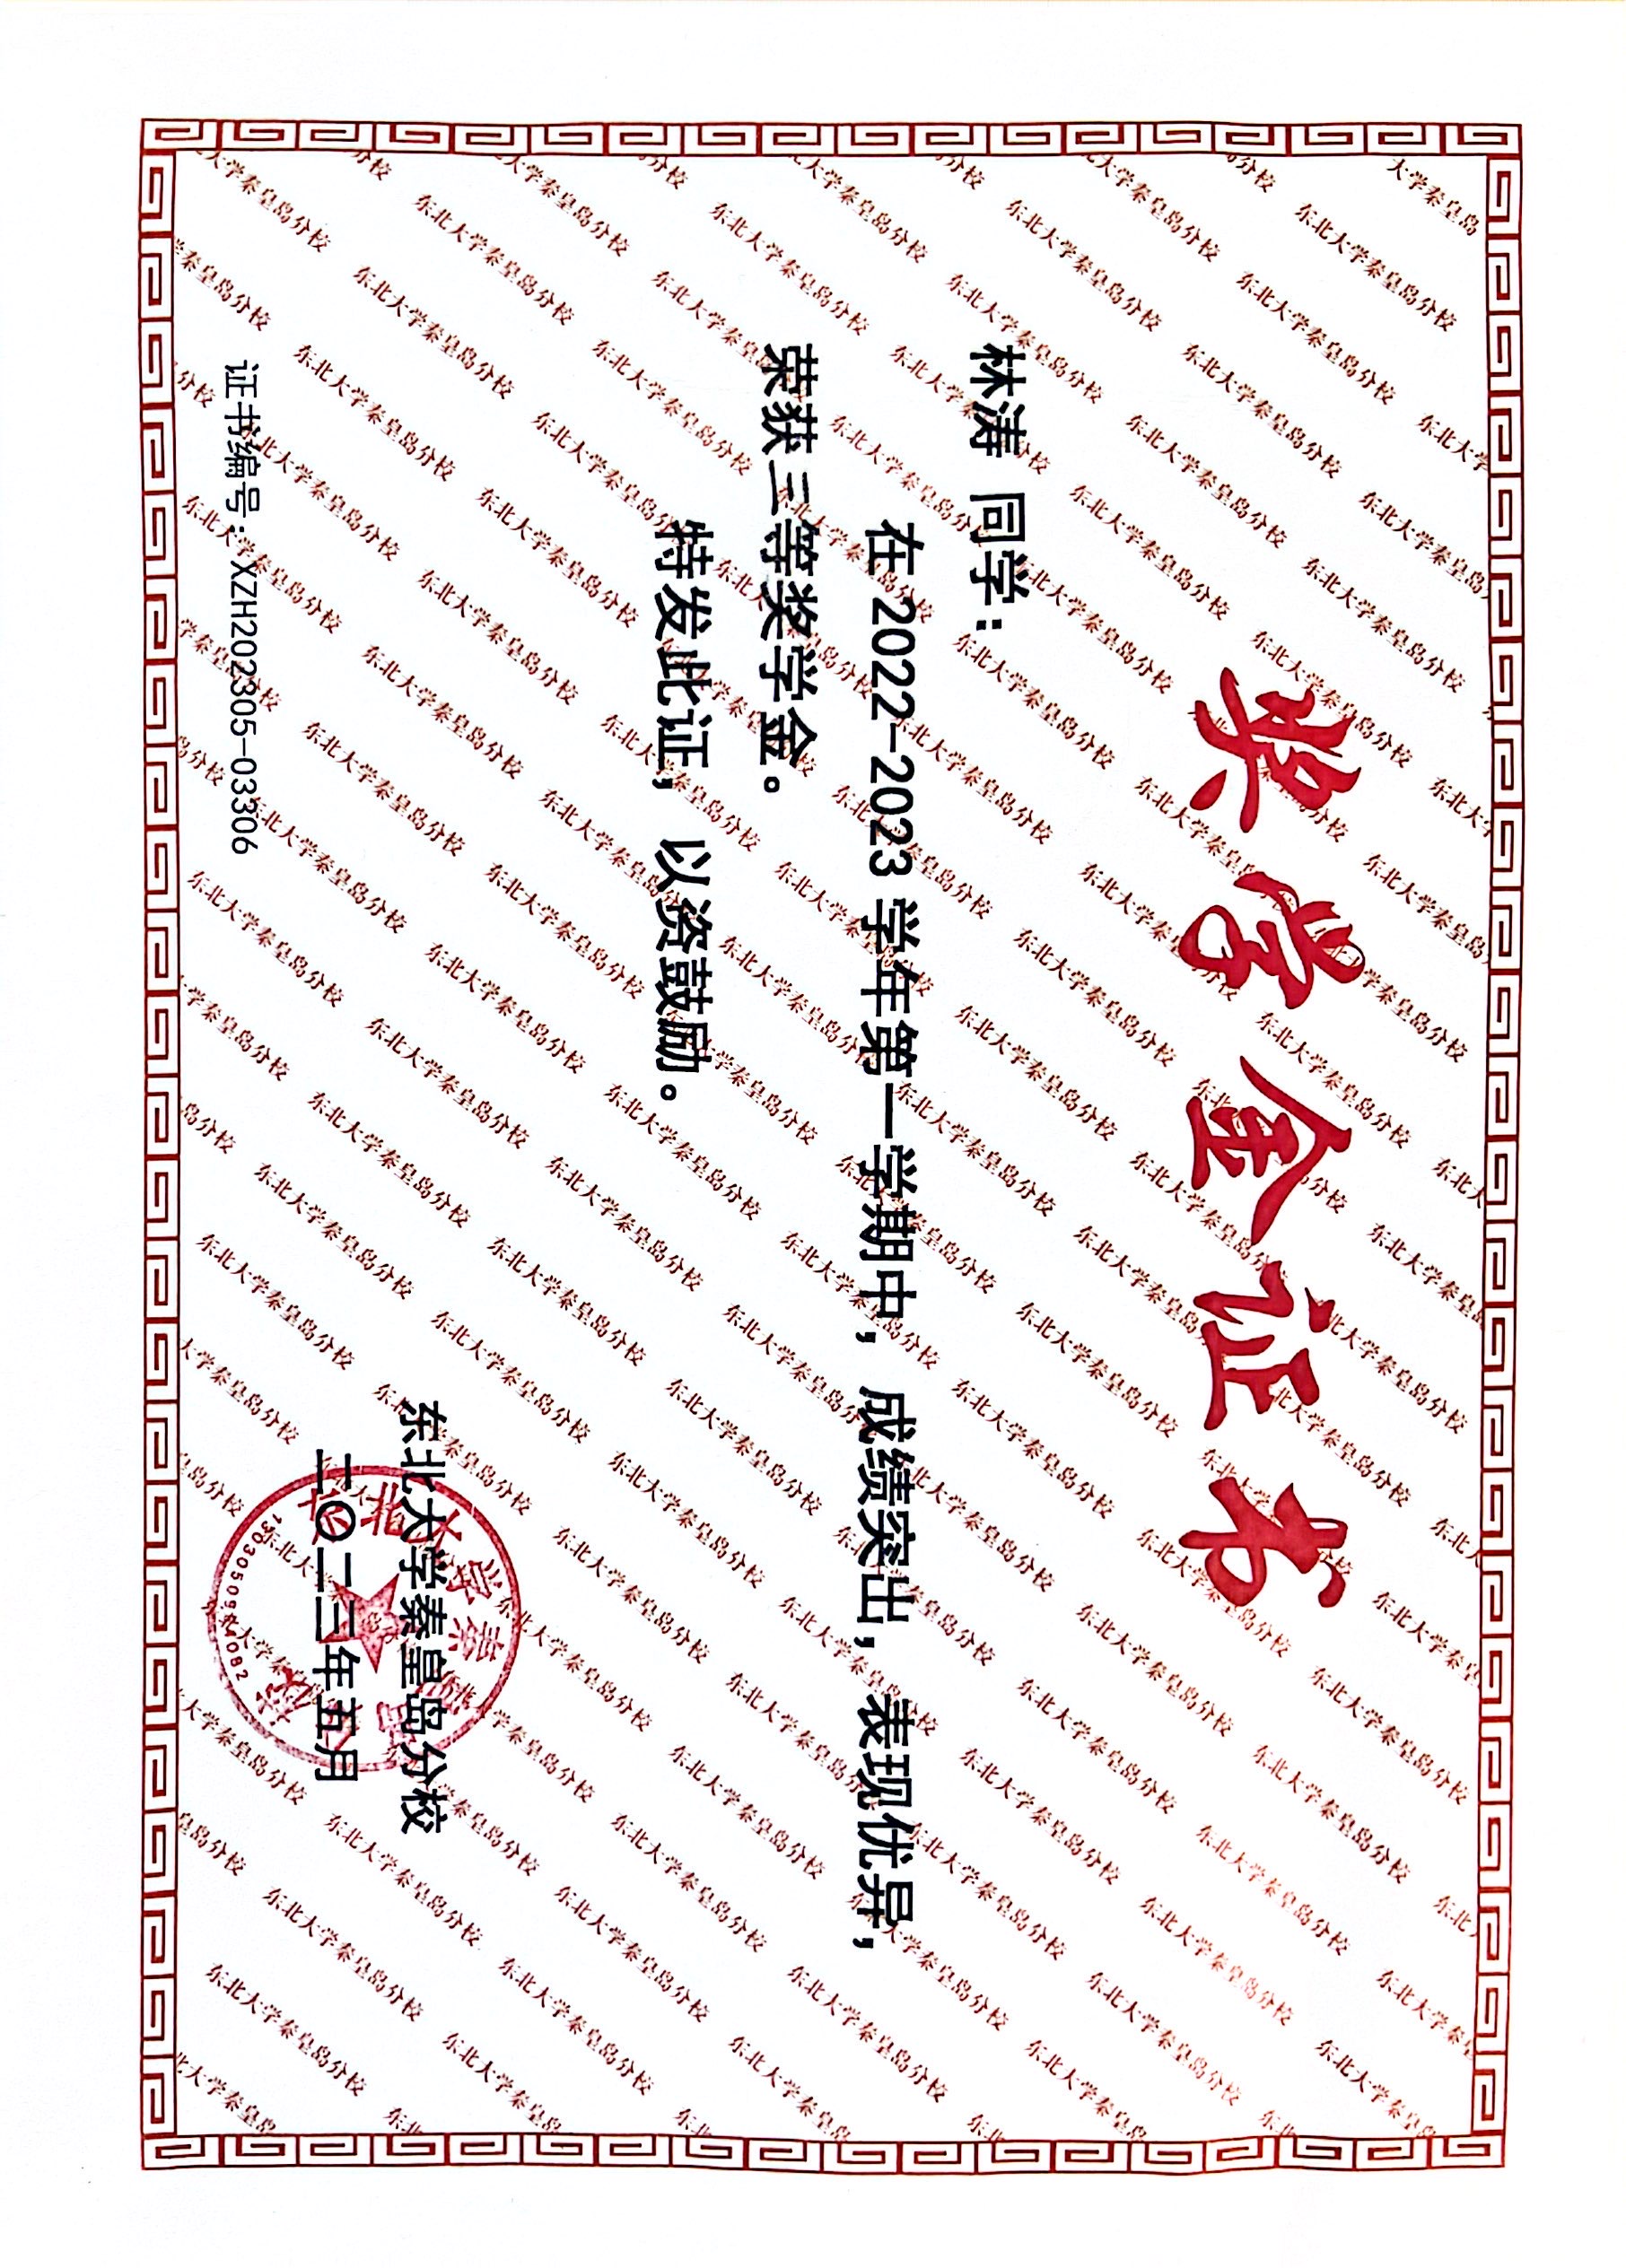 奖学金证书
林涛 同学：
在 2022-2023 学年第一学期中，成绩突出，表现优异，
荣获三等奖学金。
特发此证，以资鼓励。
东北大学秦皇岛分校
二〇二三年五月
证书编号：XZH202305-03306
东北大学秦皇岛分校